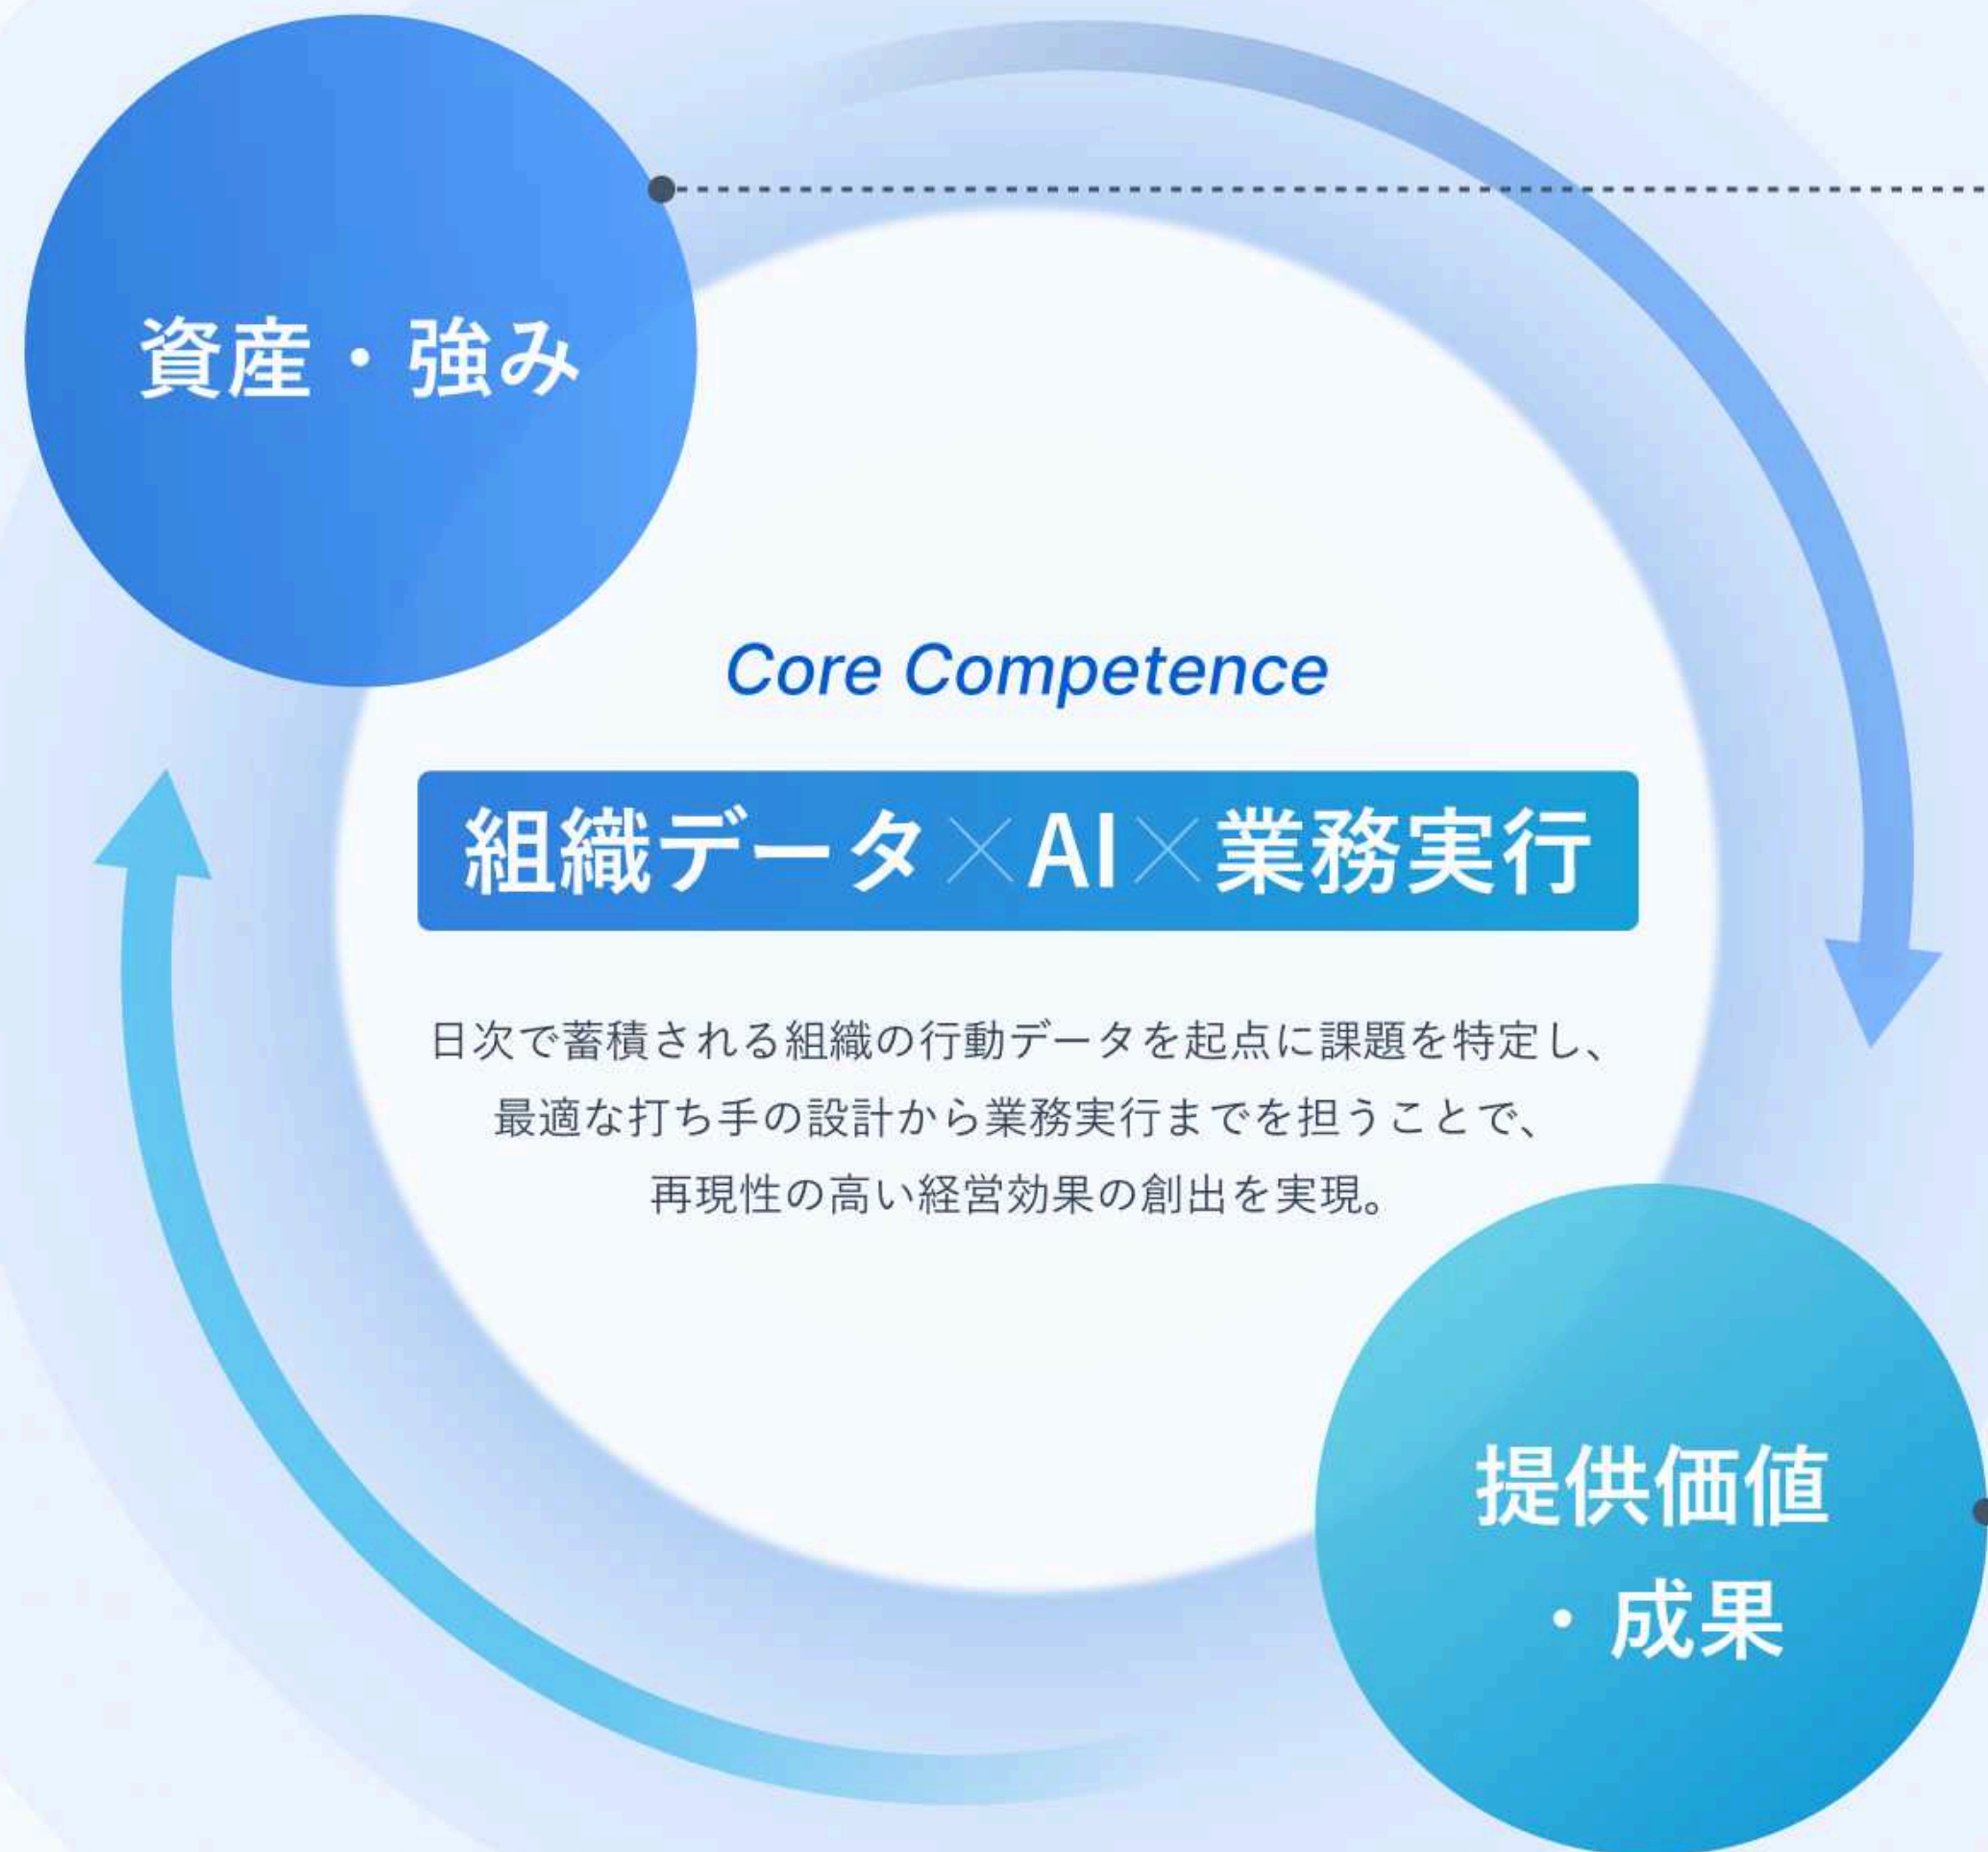 資産・強み
Core Competence
組織データ×AI×業務実行
日次で蓄積される組織の行動データを起点に課題を特定し、
最適な打ち手の設計から業務実行までを担うことで、
再現性の高い経営効果の創出を実現。
提供価値
・成果